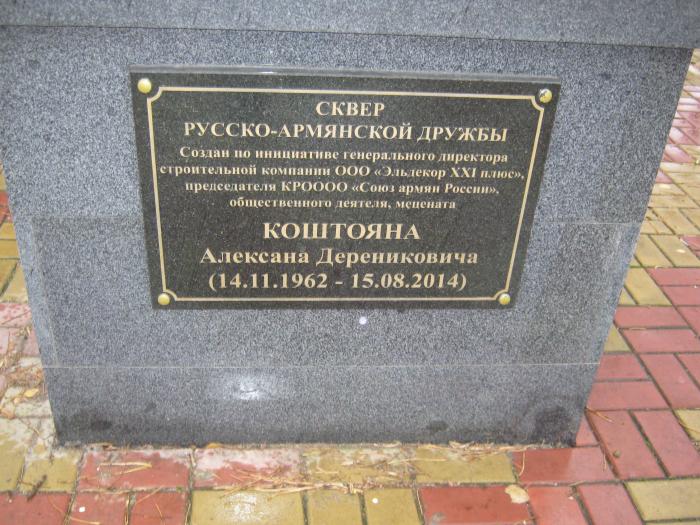 СКВЕР
РУССКО-АРМЯНСКОЙ ДРУЖБЫ
Создан по инициативе генерального директора
строительной компании ООО «Эльдекор XXI плюс»,
председателя КРОООО «Союз армян России»,
общественного деятеля, мецената
КОШТОЯНА
Алексана Дерениковича
(14.11.1962 - 15.08.2014)